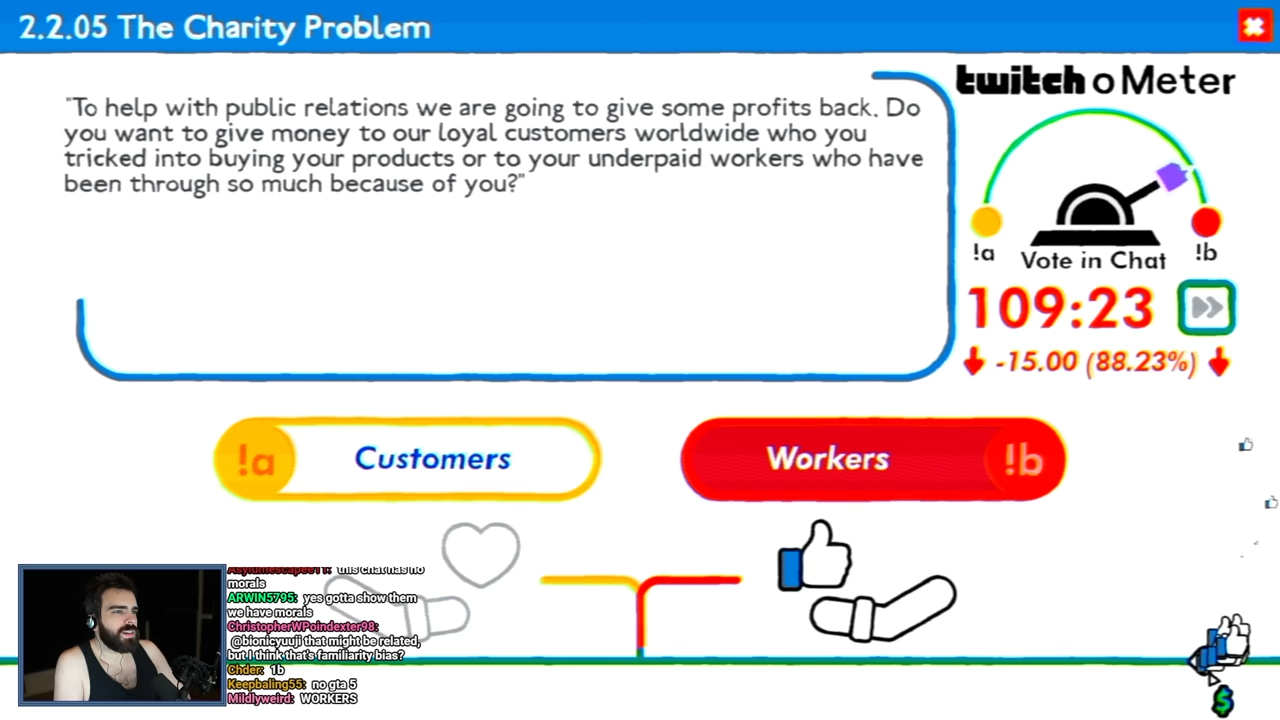 2.2.05 The Charity Problem
"To help with public relations we are going to give some profits back. Do
you want to give money to our loyal customers worldwide who you
tricked into buying your products or to your underpaid workers who have
been through so much because of you?"
twitch o Meter
!a
Vote in Chat
!b
109:23
-15.00 (88.23%)
!a
Customers
Workers
!b
Asylumescapee11: this chat has no
morals
ARWIN5795: yes gotta show them
we have morals
ChristopherWPoindexter98:
@bionicyuuji that might be related,
but I think that's familiarity bias?
Chder: 1b
Keepbaling55: no gta 5
Mildlyweird: WORKERS
$